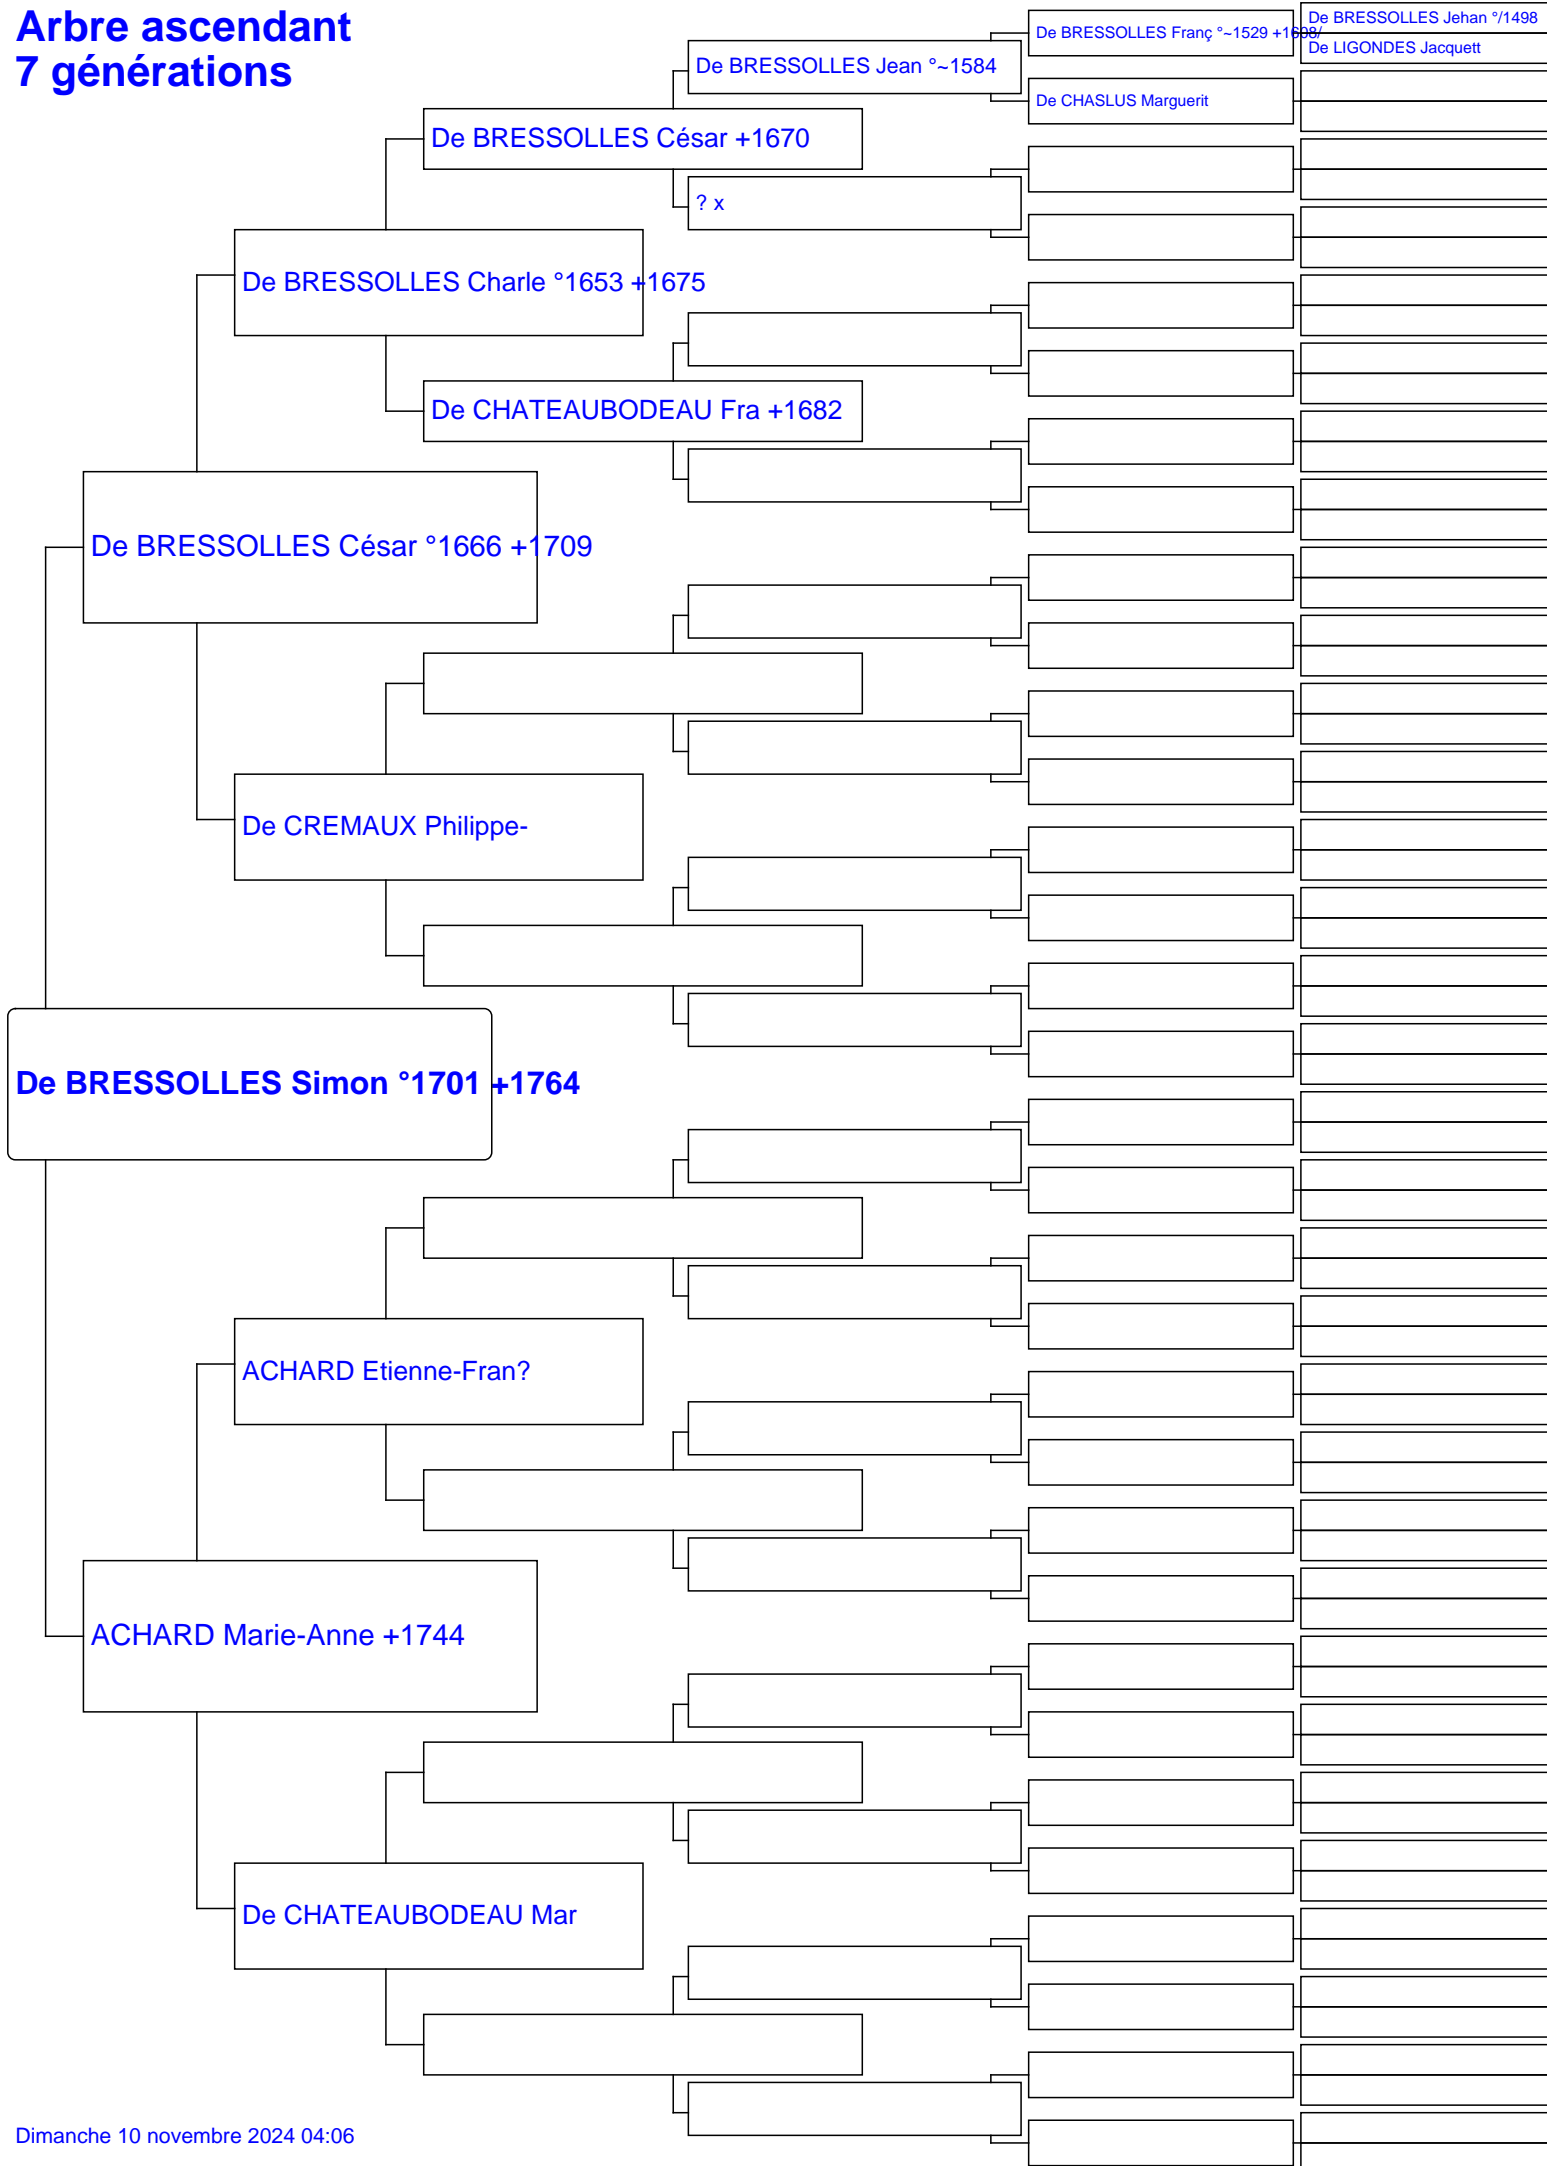 Arbre ascendant
7 générations
De BRESSOLLES Jehan °/1498
De BRESSOLLES Franç °~1529 +1608/
De LIGONDES Jacquett
De BRESSOLLES Jean °~1584
De CHASLUS Marguerit
De BRESSOLLES César +1670
? x
De BRESSOLLES Charle °1653 +1675
De CHATEAUBODEAU Fra +1682
De BRESSOLLES César °1666 +1709
De CREMAUX Philippe-
De BRESSOLLES Simon °1701 +1764
ACHARD Etienne-Fran?
ACHARD Marie-Anne +1744
De CHATEAUBODEAU Mar
Dimanche 10 novembre 2024 04:06